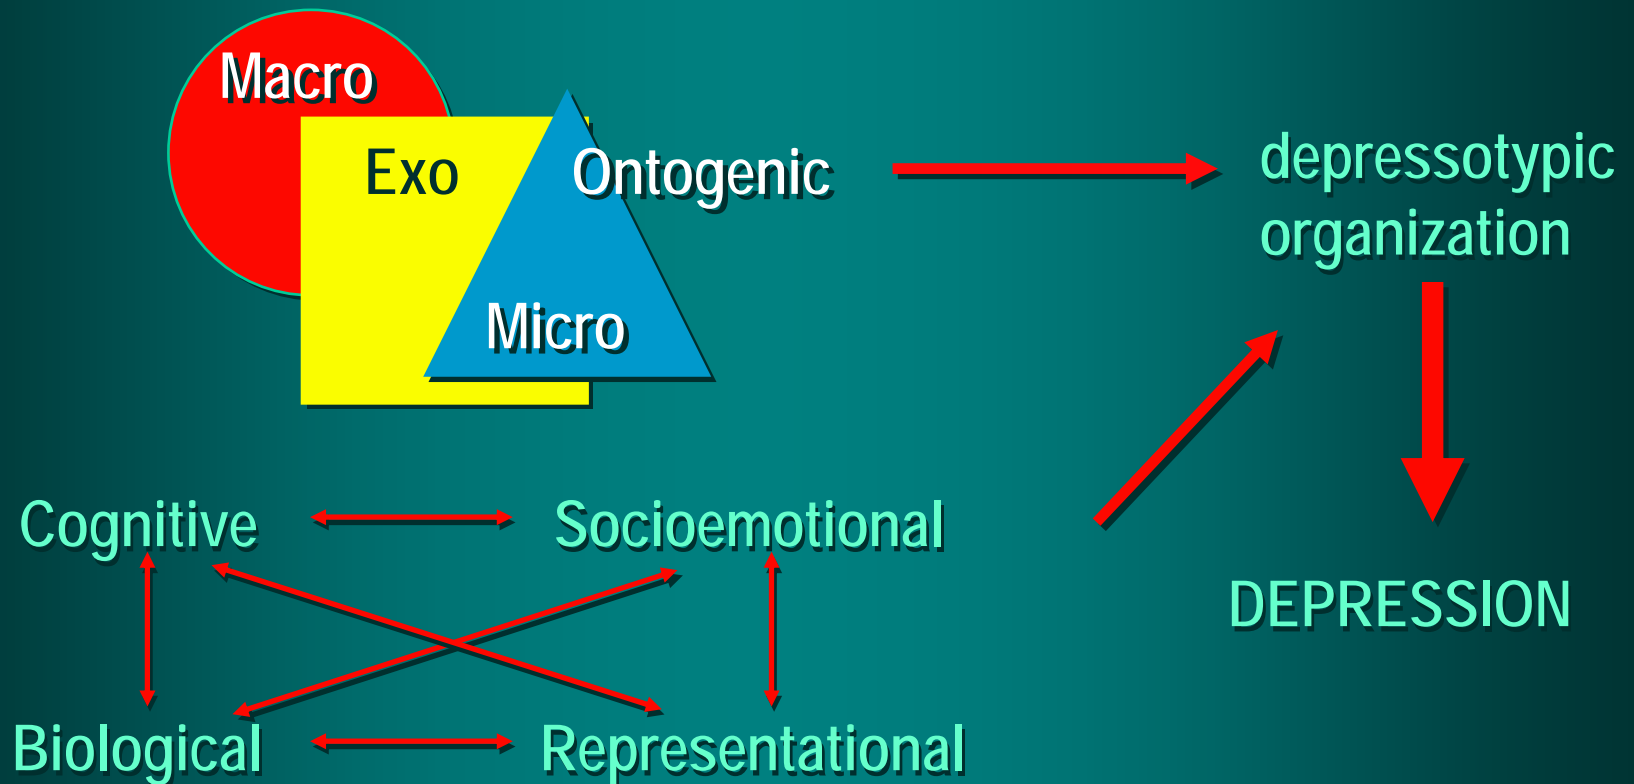 Macro
Exo
Ontogenic
Micro
depressotypic
organization
Cognitive
Socioemotional
DEPRESSION
Biological
Representational